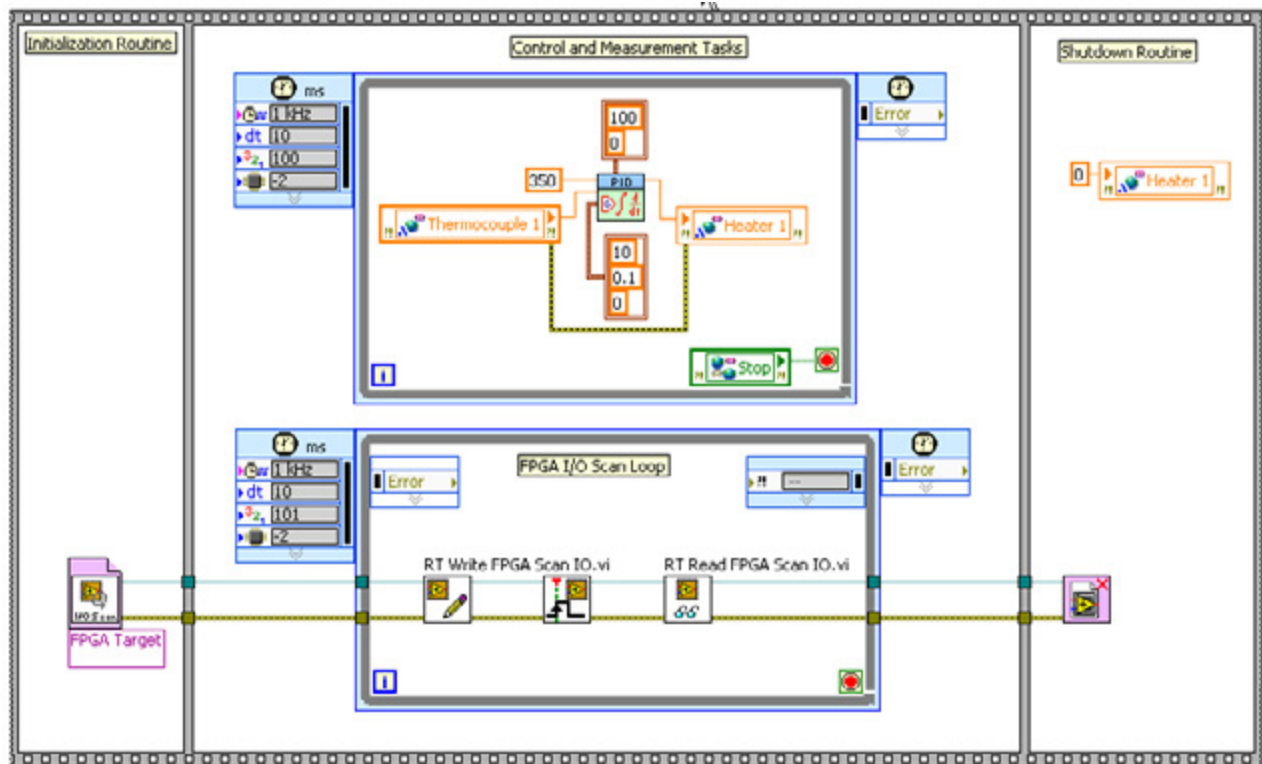 Initialization Routine
Control and Measurement Tasks
Shutdown Routine
ms
1 kHz
dt 10
100
-2
Error
100
0
350
PID
Thermocouple 1
Heater 1
10
0.1
0
Stop
i
0
Heater 1
ms
1 kHz
dt 10
101
-2
Error
FPGA I/O Scan Loop
--
Error
RT Write FPGA Scan IO.vi
RT Read FPGA Scan IO.vi
FPGA Target
i